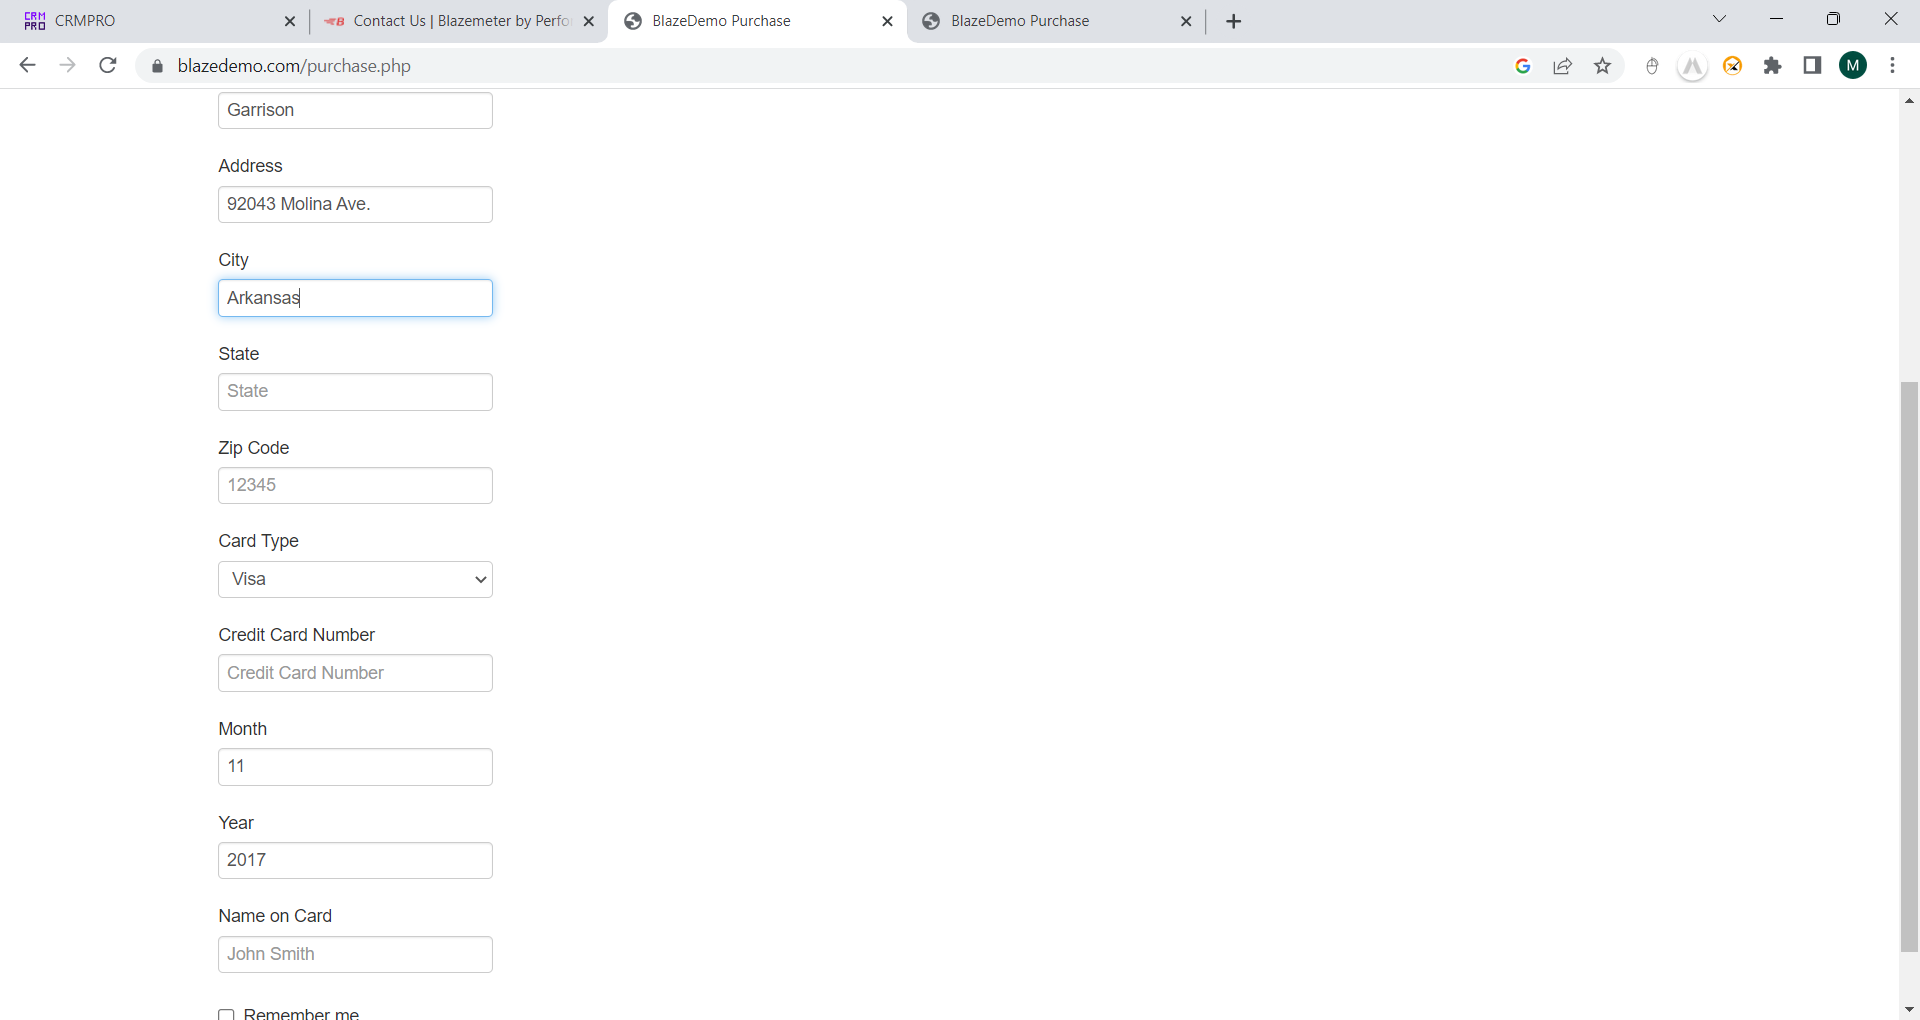 CRM PRO CRMPRO
Contact Us | Blazemeter by Perfo
BlazeDemo Purchase
BlazeDemo Purchase
blazedemo.com/purchase.php
M
Garrison
Address
92043 Molina Ave.
City
Arkansas
State
State
Zip Code
12345
Card Type
Visa
Credit Card Number
Credit Card Number
Month
11
Year
2017
Name on Card
John Smith
Remember me